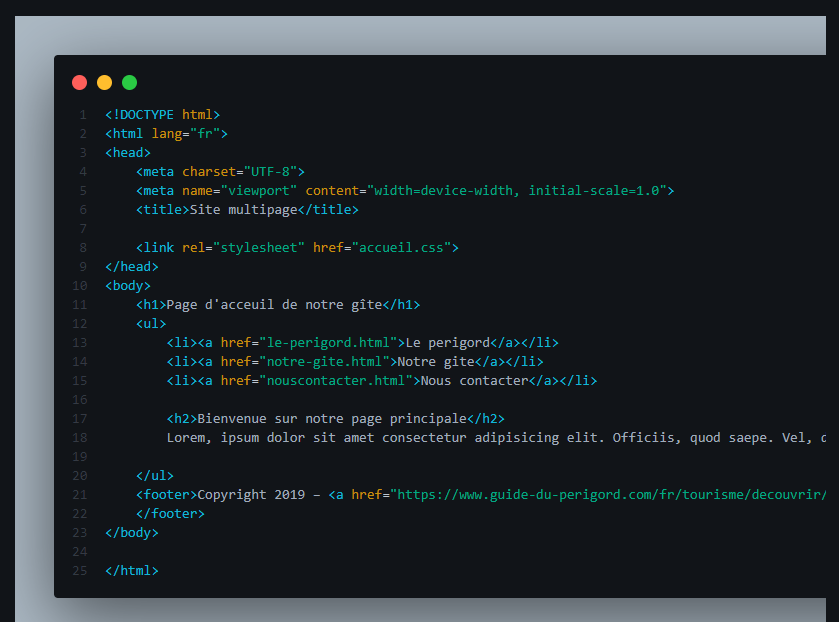 1 <!DOCTYPE html>
2 <html lang="fr">
3 <head>
4 <meta charset="UTF-8">
5 <meta name="viewport" content="width=device-width, initial-scale=1.0">
6 <title>Site multipage</title>
7
8 <link rel="stylesheet" href="accueil.css">
9 </head>
10 <body>
11 <h1>Page d'acceuil de notre gîte</h1>
12 <ul>
13 <li><a href="le-perigord.html">Le perigord</a></li>
14 <li><a href="notre-gite.html">Notre gite</a></li>
15 <li><a href="nouscontacter.html">Nous contacter</a></li>
16
17 <h2>Bienvenue sur notre page principale</h2>
18 Lorem, ipsum dolor sit amet consectetur adipisicing elit. Officiis, quod saepe. Vel,
19
20 </ul>
21 <footer>Copyright 2019 – <a href="https://www.guide-du-perigord.com/fr/tourisme/decouvrir/
22 </footer>
23 </body>
24
25 </html>